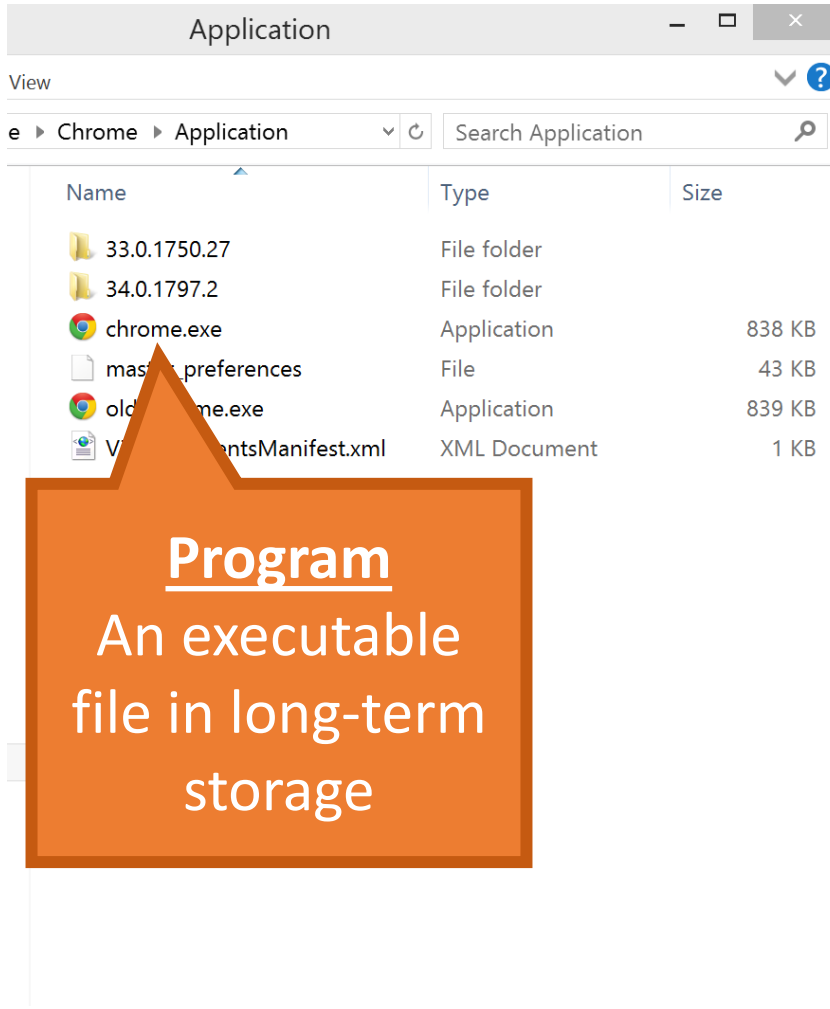 Application
View
e Chrome Application Search Application
Name Type Size
33.0.1750.27 File folder
34.0.1797.2 File folder
chrome.exe Application 838 KB
preferences File 43 KB
Application 839 KB
XML Document 1 KB
Program
An executable
file in long-term
storage